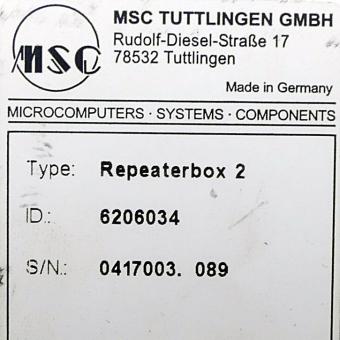 MSC
MSC TUTTLINGEN GMBH
Rudolf-Diesel-Straße 17
78532 Tuttlingen
Made in Germany
MICROCOMPUTERS · SYSTEMS · COMPONENTS
Type: Repeaterbox 2
ID.: 6206034
S/N.: 0417003. 089